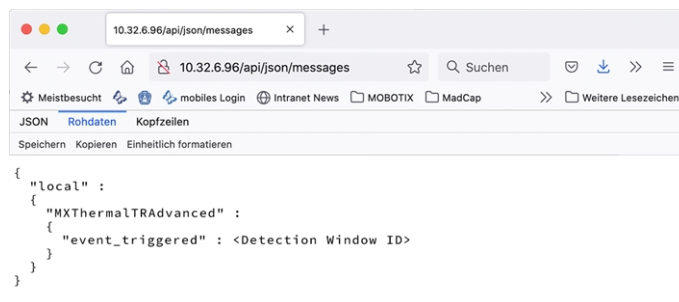 10.32.6.96/api/json/messages
10.32.6.96/api/json/messages
Suchen
Meistbesucht mobiles Login Intranet News MOBOTIX MadCap Weitere Lesezeichen
JSON Rohdaten Kopfzeilen
Speichern Kopieren Einheitlich formatieren
{
"local" :
{
"MXThermalTRAdvanced" :
{
"event_triggered" : <Detection Window ID>
}
}
}